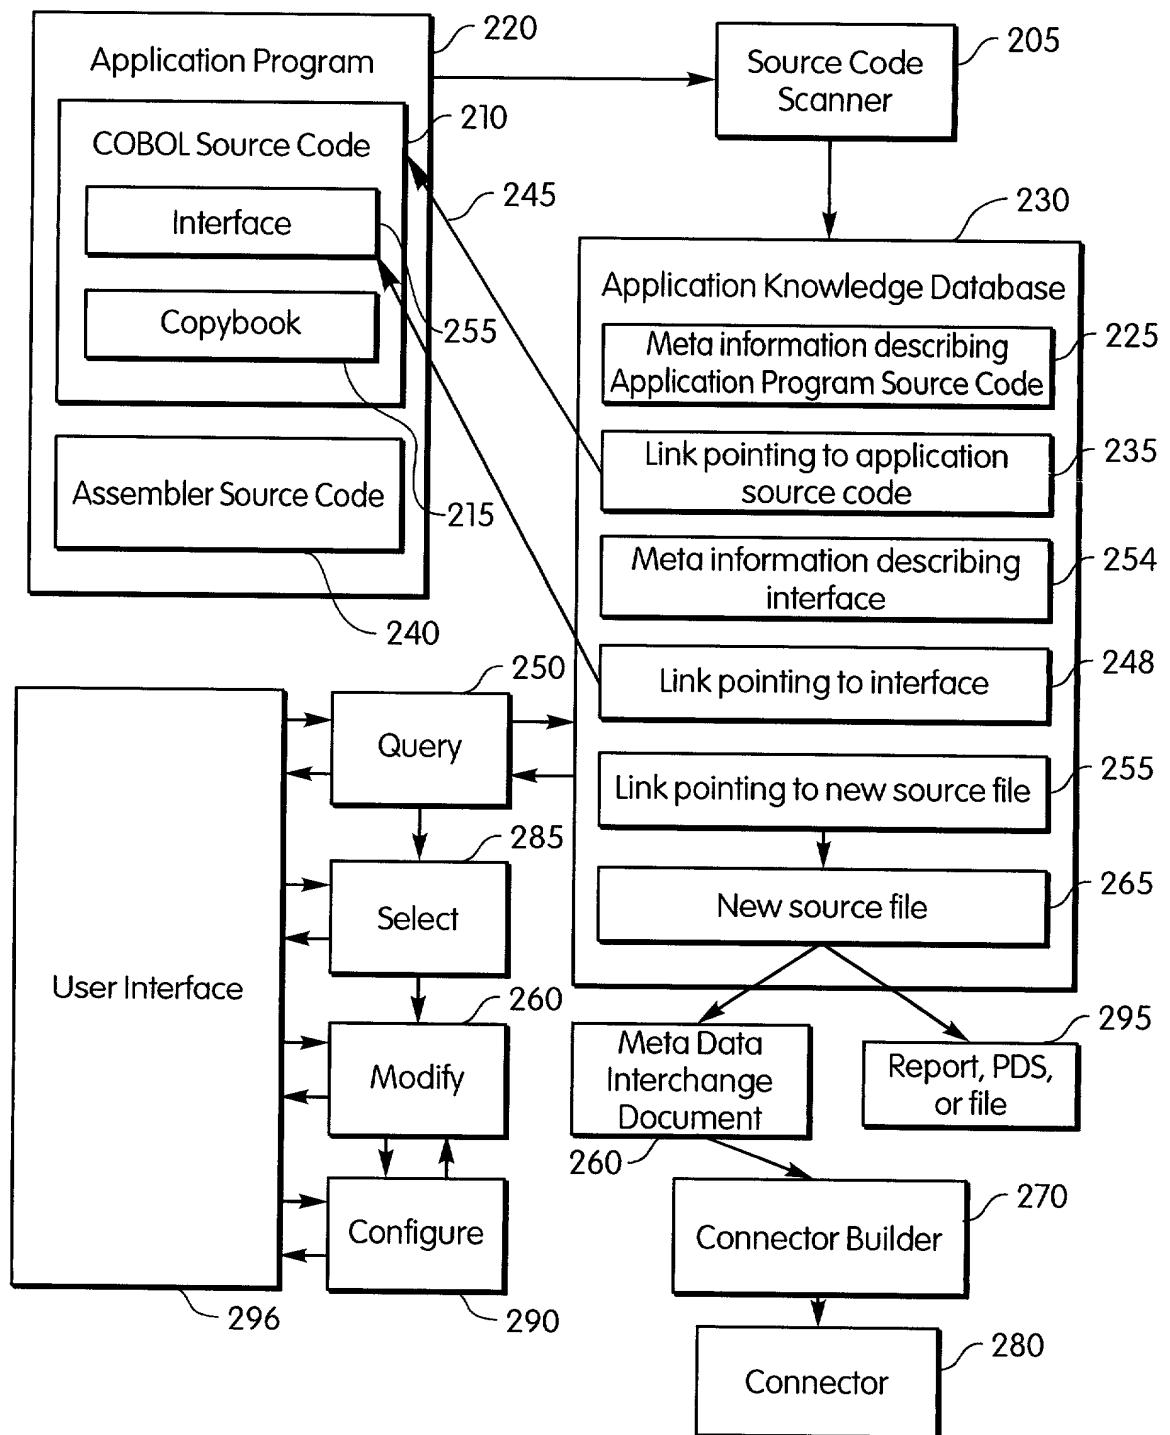 220
Application Program
210
COBOL Source Code
Interface
255
Copybook
215
Assembler Source Code
240
245
205
Source Code
Scanner
230
Application Knowledge Database
225
Meta information describing
Application Program Source Code
235
Link pointing to application
source code
254
Meta information describing
interface
248
Link pointing to interface
255
Link pointing to new source file
265
New source file
250
Query
285
Select
User Interface
260
Modify
Configure
296
290
Meta Data
Interchange
Document
260
295
Report, PDS,
or file
270
Connector Builder
280
Connector